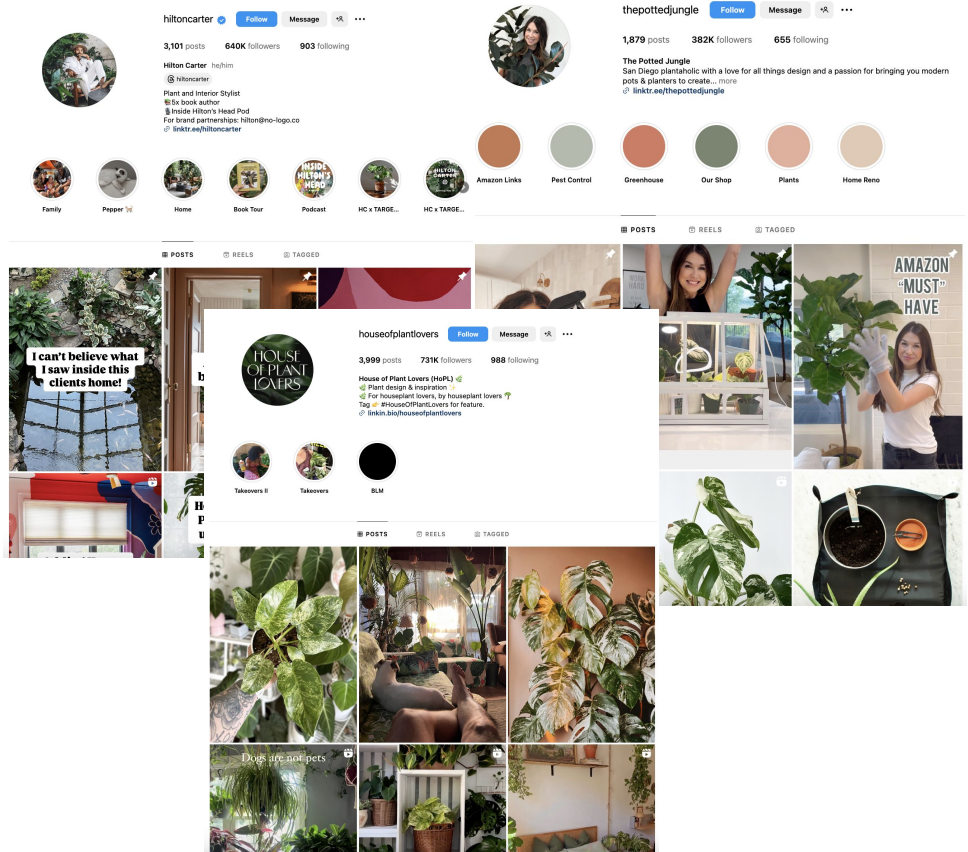 hiltoncarter
Follow
Message
3,101 posts
640K followers
903 following
Hilton Carter he/him
hiltoncarter
Plant and Interior Stylist
5x book author
Inside Hilton's Head Pod
For brand partnerships: hilton@no-logo.co
linktr.ee/hiltoncarter
INSIDE
HILTON'S
HEAD
HILTON
CARTER
Family
Pepper
Home
Book Tour
Podcast
HC x TARGE...
HC x TARGE...
POSTS
REELS
TAGGED
I can't believe what
I saw inside this
clients home!
thepottedjungle
Follow
Message
1,879 posts
382K followers
655 following
The Potted Jungle
San Diego plantaholic with a love for all things design and a passion for bringing you modern
pots & planters to create... more
linktr.ee/thepottedjungle
Amazon Links
Pest Control
Greenhouse
Our Shop
Plants
Home Reno
POSTS
REELS
TAGGED
AMAZON
"MUST"
HAVE
houseofplantlovers
Follow
Message
3,999 posts
731K followers
988 following
HOUSE
OF PLANT
LOVERS
House of Plant Lovers (HoPL)
Plant design & inspiration
For houseplant lovers, by houseplant lovers
Tag #HouseOfPlantLovers for feature.
linkin.bio/houseofplantlovers
Takeovers II
Takeovers
BLM
POSTS
REELS
TAGGED
Dogs are not pets